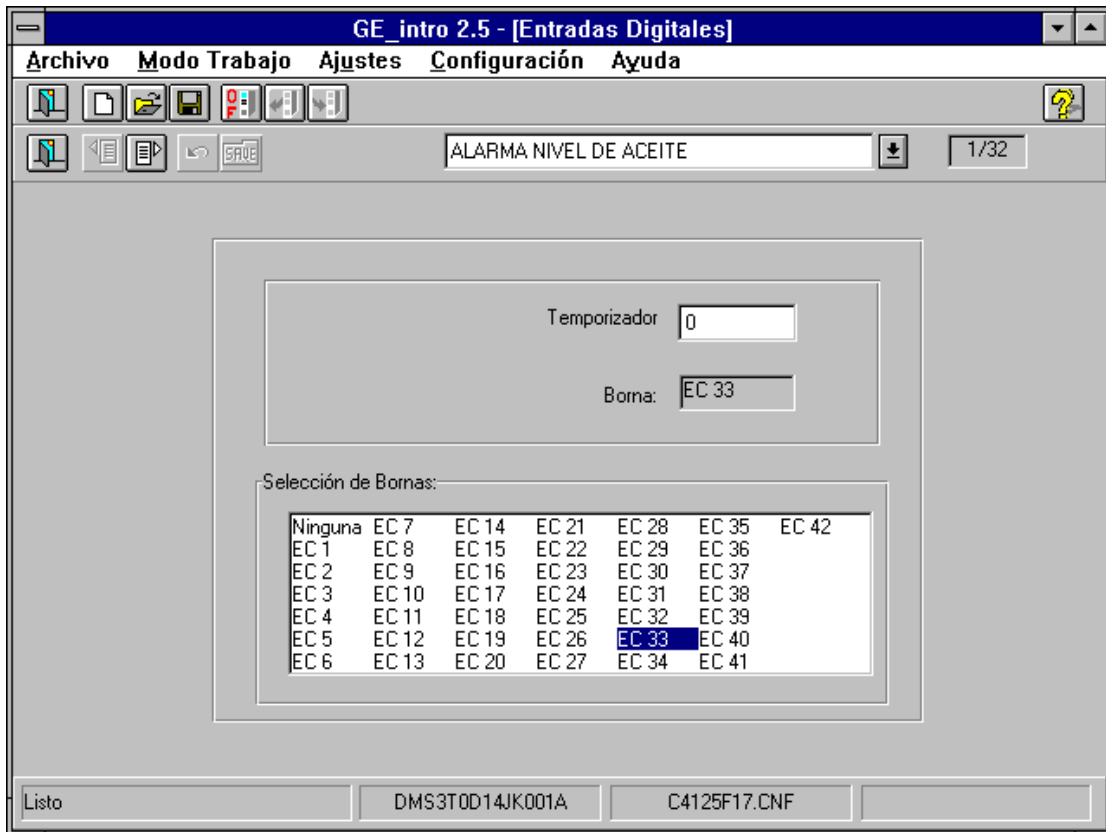 GE_intro 2.5 - [Entradas Digitales]
Archivo Modo Trabajo Ajustes Configuración Ayuda
O F
SAVE ALARMA NIVEL DE ACEITE 1/32
Temporizador 0
Borna: EC 33
Selección de Bornas:
Ninguna EC 7 EC 14 EC 21 EC 28 EC 35 EC 42
EC 1 EC 8 EC 15 EC 22 EC 29 EC 36
EC 2 EC 9 EC 16 EC 23 EC 30 EC 37
EC 3 EC 10 EC 17 EC 24 EC 31 EC 38
EC 4 EC 11 EC 18 EC 25 EC 32 EC 39
EC 5 EC 12 EC 19 EC 26 EC 33 EC 40
EC 6 EC 13 EC 20 EC 27 EC 34 EC 41
Listo DMS3T0D14JK001A C4125F17.CNF